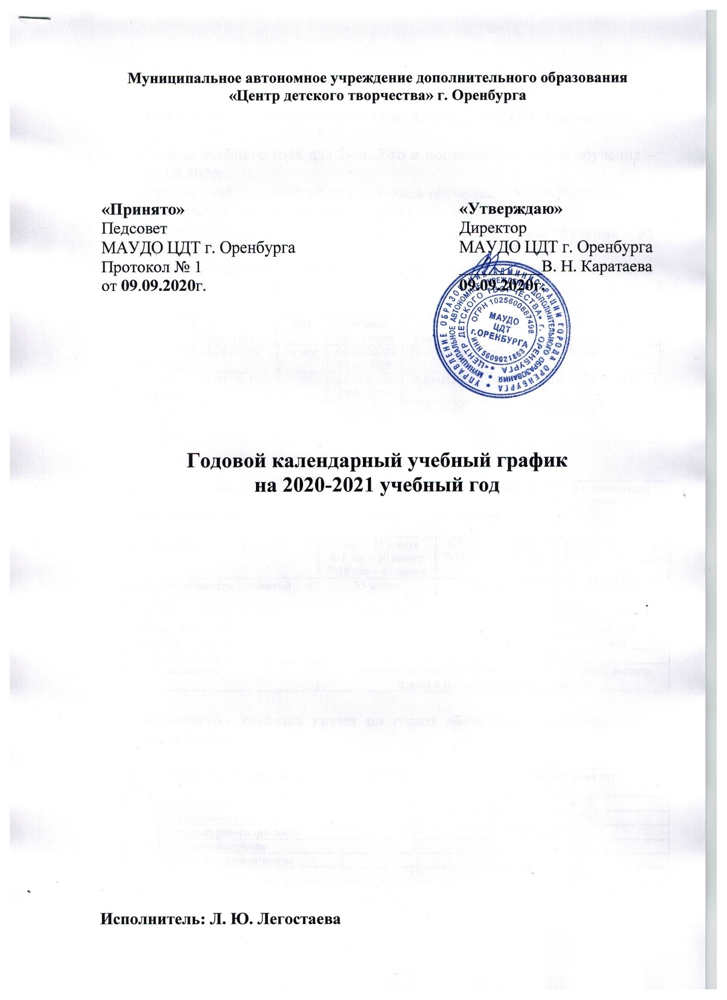 Муниципальное автономное учреждение дополнительного образования
«Центр детского творчества» г. Оренбурга
«Принято»
Педсовет
МАУДО ЦДТ г. Оренбурга
Протокол № 1
от 09.09.2020г.
«Утверждаю»
Директор
МАУДО ЦДТ г. Оренбурга
В. Н. Каратаева
09.09.2020г.
УПРАВЛЕНИЕ ОБРАЗОВАНИЯ АДМИНИСТРАЦИИ ГОРОДА ОРЕНБУРГА
МУНИЦИПАЛЬНОЕ АВТОНОМНОЕ УЧРЕЖДЕНИЕ ДОПОЛНИТЕЛЬНОГО ОБРАЗОВАНИЯ
«ЦЕНТР ДЕТСКОГО ТВОРЧЕСТВА» г. ОРЕНБУРГА
ОГРН 1025600887498
ИНН 5609021863
МАУДО
ЦДТ
г.ОРЕНБУРГА
Годовой календарный учебный график
на 2020-2021 учебный год
Исполнитель: Л. Ю. Легостаева